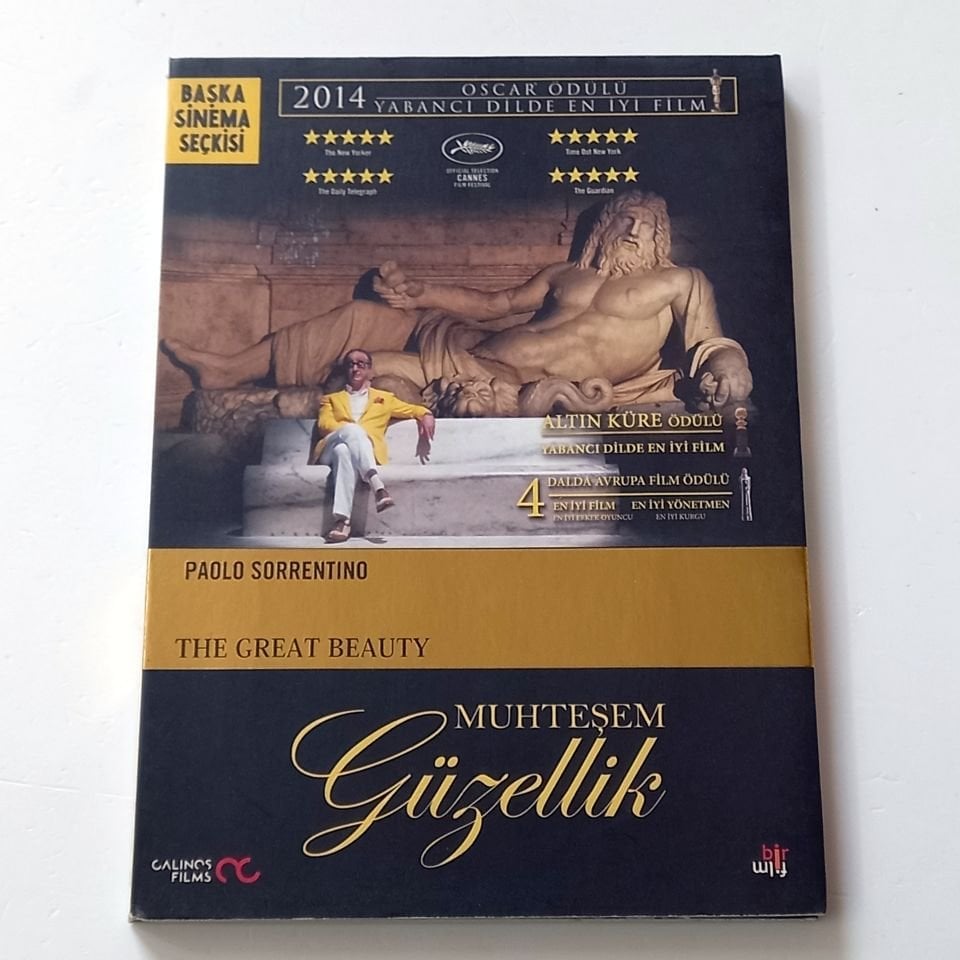 BAŞKA
SİNEMA
SEÇKİSİ
2014 OSCAR ÖDÜLÜ
YABANCI DİLDE EN İYİ FİLM
The New Yorker
The Daily Telegraph
OFFICIAL SELECTION
CANNES
FILM FESTIVAL
Time Out New York
The Guardian
ALTIN KÜRE ÖDÜLÜ
YABANCI DİLDE EN İYİ FİLM
4 DALDA AVRUPA FİLM ÖDÜLÜ
EN İYİ FİLM EN İYİ YÖNETMEN
EN İYİ ERKEK OYUNCU EN İYİ KURGU
PAOLO SORRENTINO
THE GREAT BEAUTY
MUHTEŞEM
Güzellik
CALINOS
FILMS
bir
film